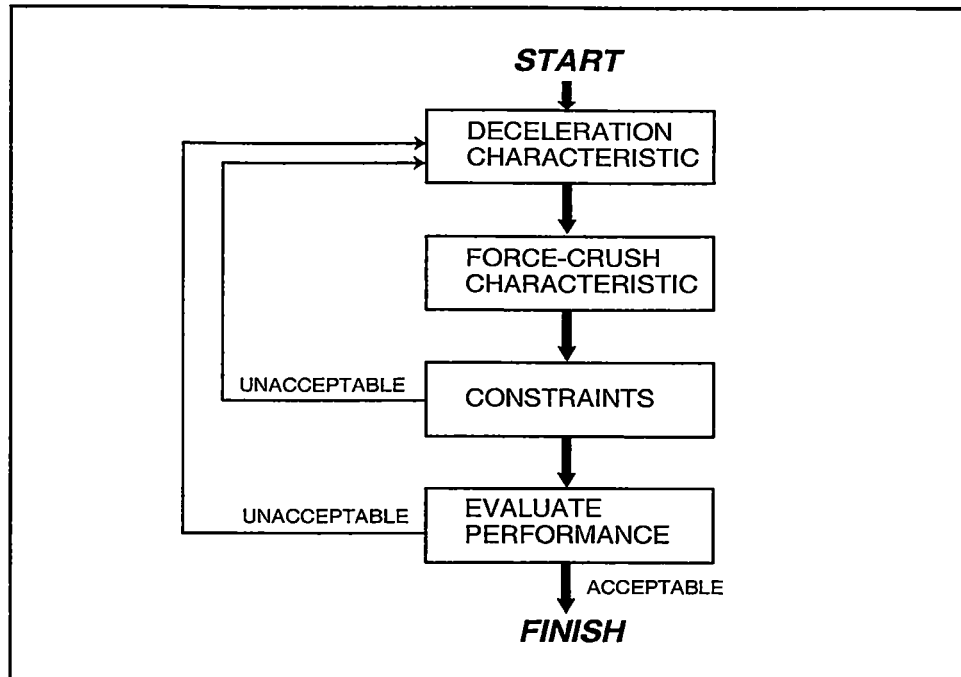 START
DECELERATION
CHARACTERISTIC
FORCE-CRUSH
CHARACTERISTIC
UNACCEPTABLE
CONSTRAINTS
UNACCEPTABLE
EVALUATE
PERFORMANCE
ACCEPTABLE
FINISH